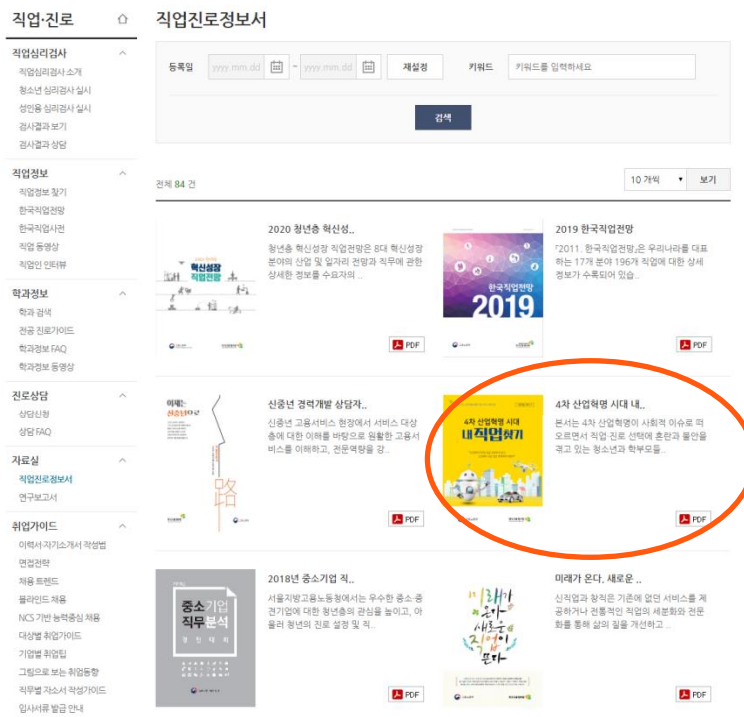 직업·진로
직업심리검사
직업심리검사 소개
청소년 심리검사 실시
성인용 심리검사 실시
검사결과 보기
검사결과 상담
직업정보
직업정보 찾기
한국직업전망
한국직업사전
직업 동영상
직업인 인터뷰
학과정보
학과 검색
전공 진로가이드
학과정보 FAQ
학과정보 동영상
진로상담
상담신청
상담 FAQ
자료실
직업진로정보서
연구보고서
취업가이드
이력서·자기소개서 작성법
면접전략
채용 트렌드
블라인드 채용
NCS 기반 능력중심 채용
대상별 취업가이드
기업별 취업팁
그림으로 보는 취업동향
직무별 자소서 작성가이드
입사서류 발급 안내
직업진로정보서
등록일 yyy.mm.dd ~ yyy.mm.dd 재설정 키워드 키워드를 입력하세요
검색
전체 84 건
10 개씩 보기
혁신성장
직업전망
2020 청년층 혁신성..
청년층 혁신성장 직업전망은 8대 혁신성장
분야의 산업 및 일자리 전망과 직무에 관한
상세한 정보를 수요자의 ..
PDF
한국직업전망
2019
2019 한국직업전망
『2011. 한국직업전망』은 우리나라를 대표
하는 17개 분야 196개 직업에 대한 상세
정보가 수록되어 있습..
PDF
이제는
신중년으로
路
신중년 경력개발 상담자..
신중년 고용서비스 현장에서 서비스 대상
층에 대한 이해를 바탕으로 원활한 고용서
비스를 이해하고, 전문역량을 강..
PDF
4차 산업혁명 시대
내직업찾기
4차 산업혁명 시대 내..
본서는 4차 산업혁명이 사회적 이슈로 떠
오르면서 직업·진로 선택에 혼란과 불안을
겪고 있는 청소년과 학부모들..
PDF
중소기업
직무분석
2018년 중소기업 직..
서울지방고용노동청에서는 우수한 중소·중
견기업에 대한 청년층의 관심을 높이고, 아
울러 청년의 진로 설정 및 직..
PDF
미래가
온다
새로운
직업이
뜬다
미래가 온다, 새로운 ..
신직업과 창직은 기존에 없던 서비스를 제
공하거나 전통적인 직업의 세분화와 전문
화를 통해 삶의 질을 개선하고 ..
PDF